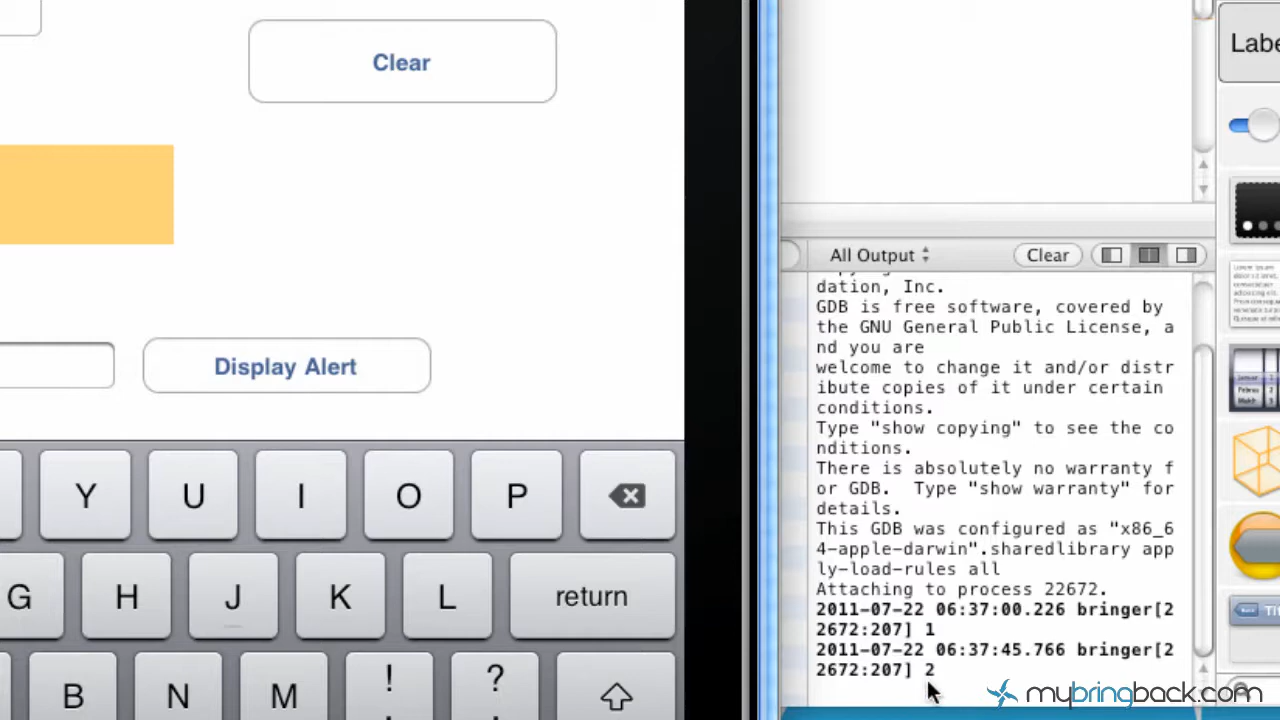 Clear
Display Alert
Y U I O P
G H J K L return
B N M ! ?
All Output
Clear
dation, Inc.
GDB is free software, covered by
the GNU General Public License, a
nd you are
welcome to change it and/or distr
ibute copies of it under certain
conditions.
Type "show copying" to see the co
nditions.
There is absolutely no warranty f
or GDB.  Type "show warranty" for
details.
This GDB was configured as "x86_6
4-apple-darwin".sharedlibrary app
ly-load-rules all
Attaching to process 22672.
2011-07-22 06:37:00.226 bringer[2
2672:207] 1
2011-07-22 06:37:45.766 bringer[2
2672:207] 2
Labe
mybringback.com